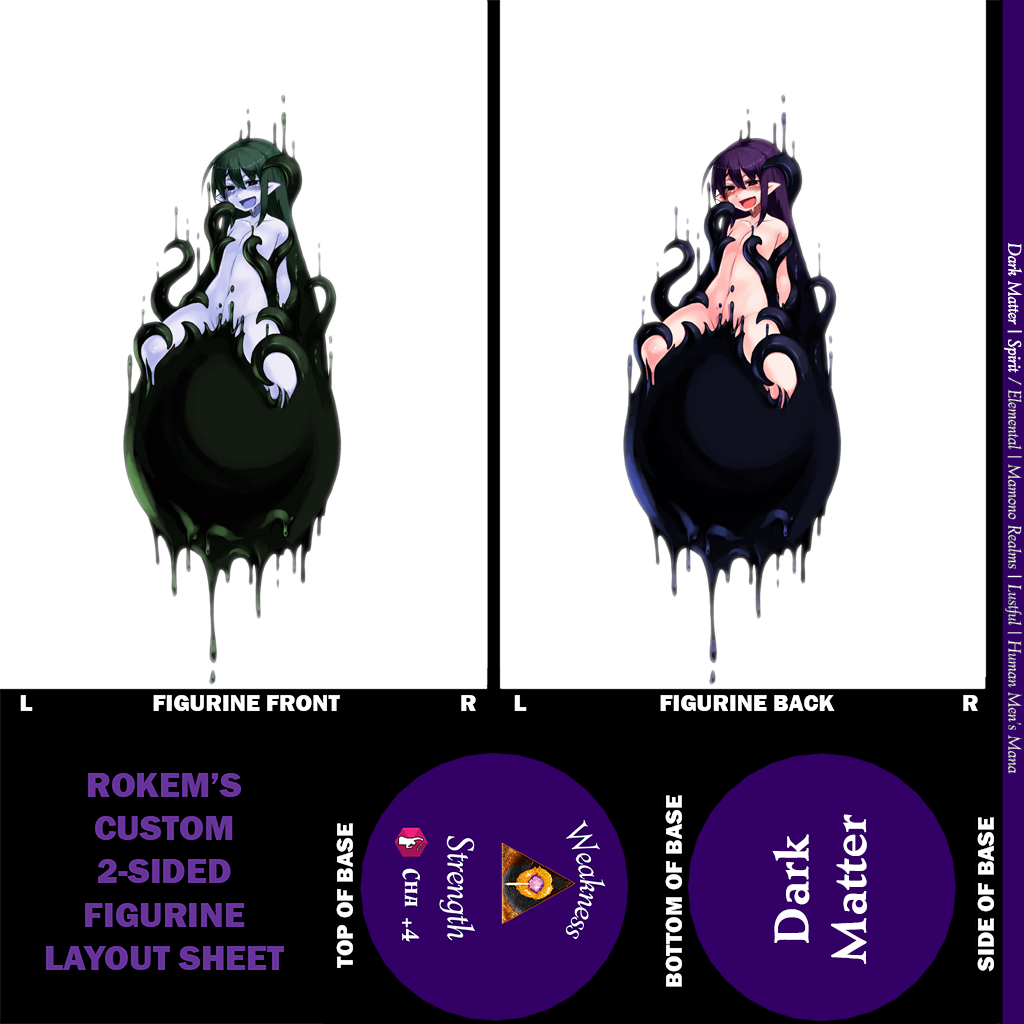 L
FIGURINE FRONT
R
L
FIGURINE BACK
R
Dark Matter | Spirit / Elemental | Mamono Realms | Lustful | Human Men's Mana
ROKEM'S
CUSTOM
2-SIDED
FIGURINE
LAYOUT SHEET
TOP OF BASE
Weakness
Strength
CHA +4
BOTTOM OF BASE
Dark
Matter
SIDE OF BASE